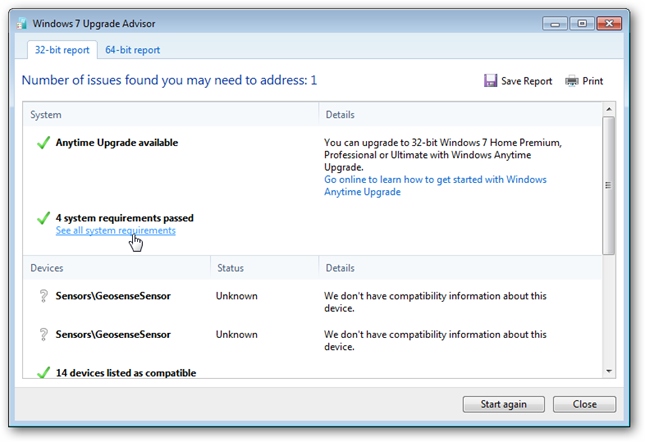 Windows 7 Upgrade Advisor
32-bit report 64-bit report
Number of issues found you may need to address: 1
Save Report Print
System Details
Anytime Upgrade available
You can upgrade to 32-bit Windows 7 Home Premium,
Professional or Ultimate with Windows Anytime
Upgrade.
Go online to learn how to get started with Windows
Anytime Upgrade
4 system requirements passed
See all system requirements
Devices Status Details
Sensors\GeosenseSensor Unknown We don't have compatibility information about this
device.
Sensors\GeosenseSensor Unknown We don't have compatibility information about this
device.
14 devices listed as compatible
Start again Close